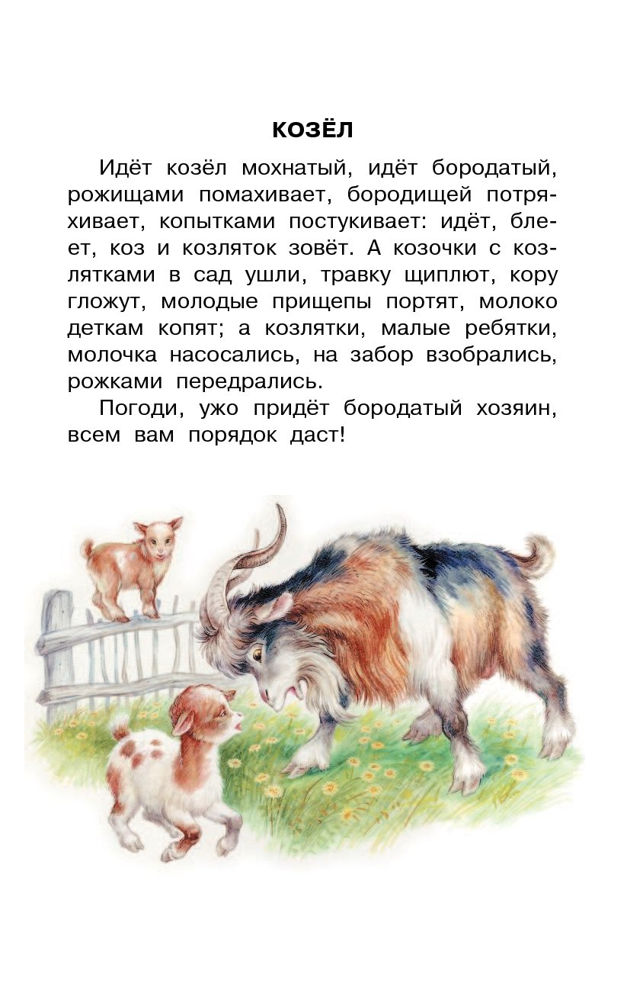 КОЗЁЛ
Идёт козёл мохнатый, идёт бородатый,
рожищами помахивает, бородищей потря-
хивает, копытками постукивает: идёт, бле-
ет, коз и козляток зовёт. А козочки с коз-
лятками в сад ушли, травку щиплют, кору
гложут, молодые прищепы портят, молоко
деткам копят; а козлятки, малые ребятки,
молочка насосались, на забор взобрались,
рожками передрались.
Погоди, ужо придёт бородатый хозяин,
всем вам порядок даст!